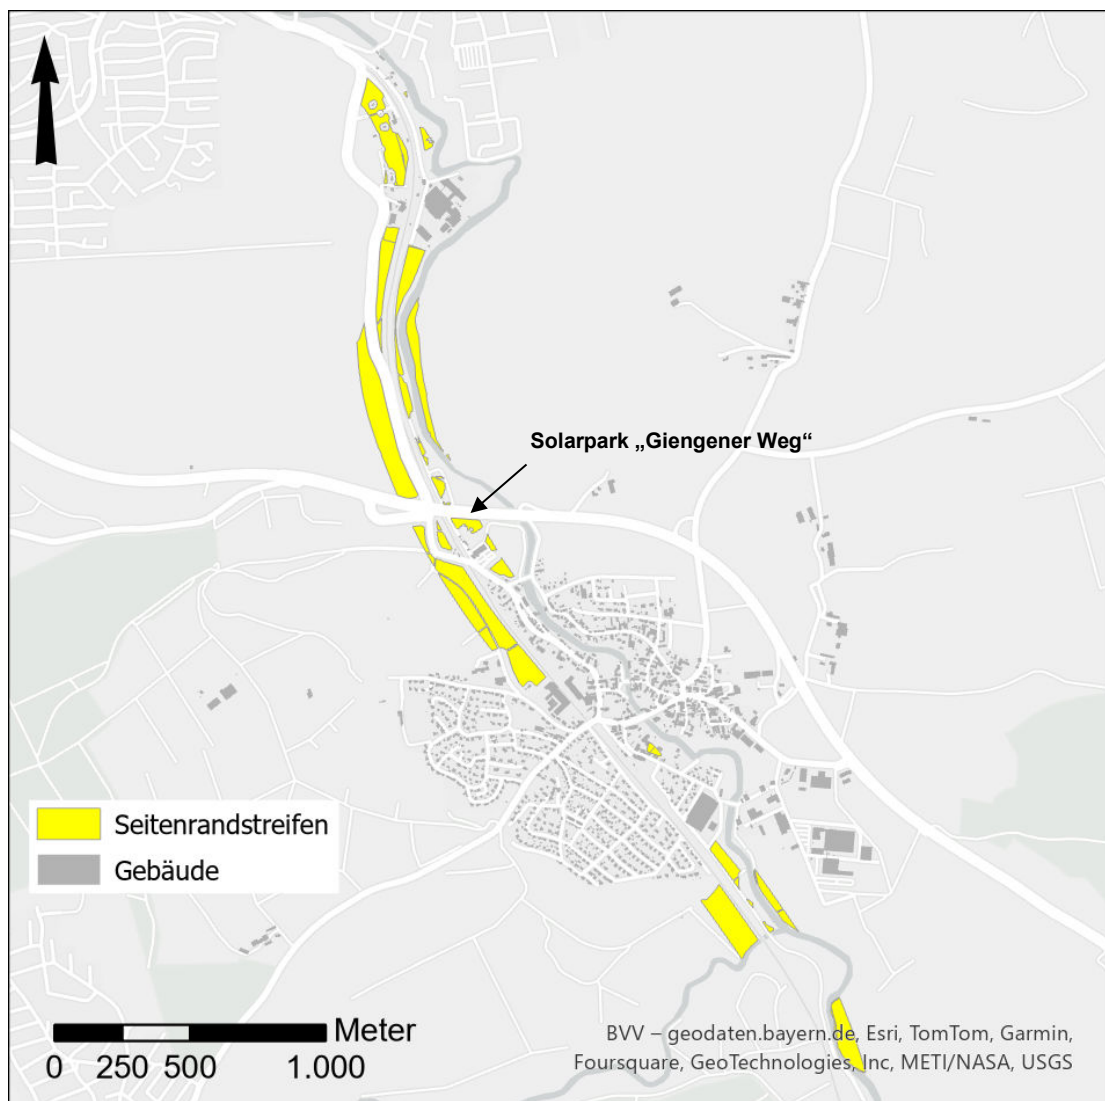 Solarpark „Giengener Weg“
Seitenrandstreifen
Gebäude
Meter
0 250 500 1.000
BVV – geodaten.bayern.de, Esri, TomTom, Garmin,
Foursquare, GeoTechnologies, Inc, METI/NASA, USGS